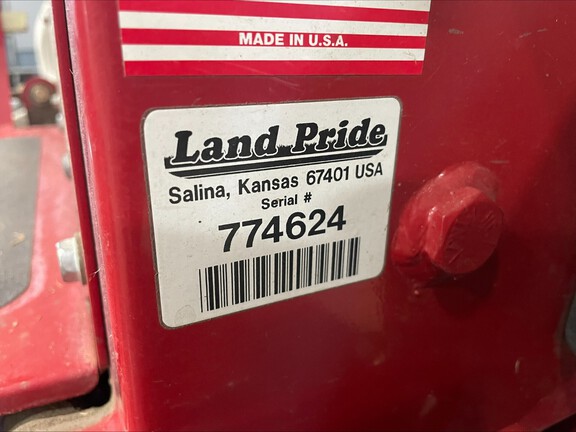 MADE IN U.S.A.
Land Pride
Salina, Kansas 67401 USA
Serial #
774624